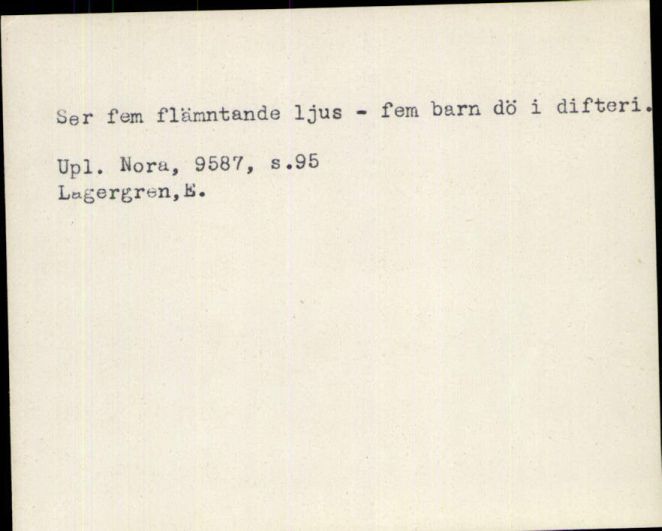 Ser fem flämntande ljus - fem barn dö i difteri.
Upl. Nora, 9587, s.95
Lagergren,E.